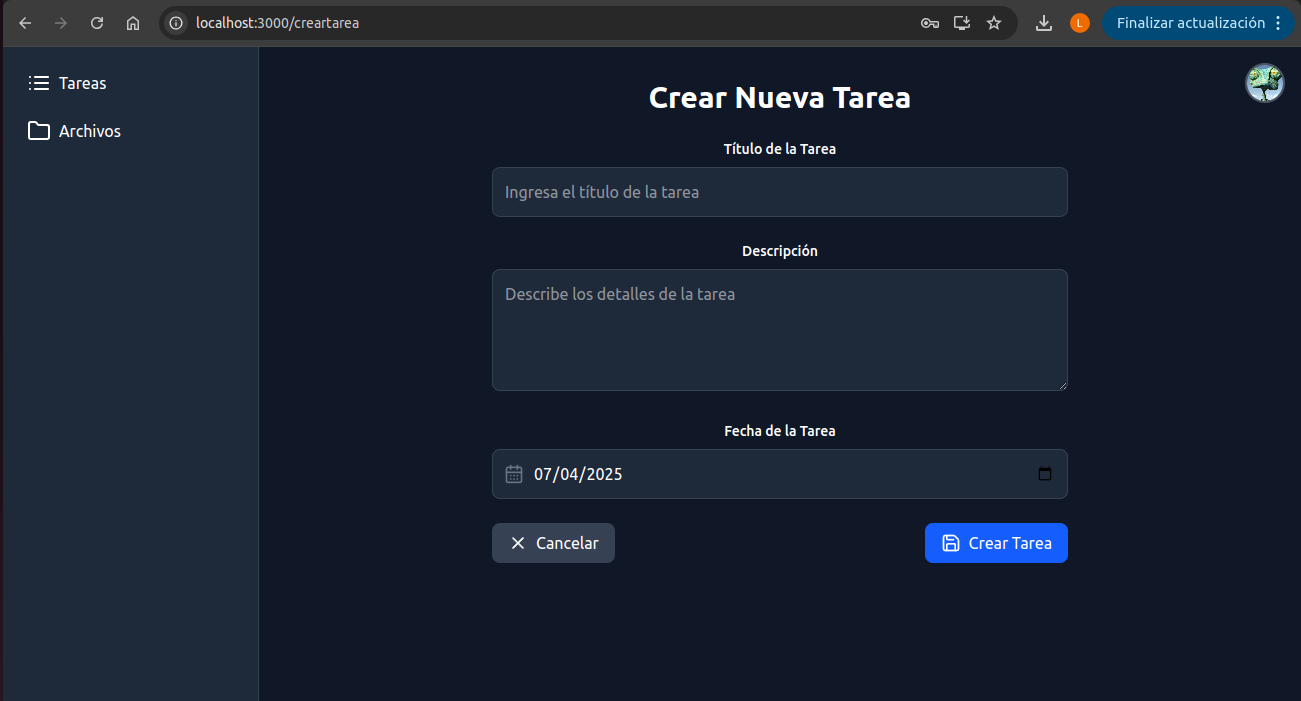 localhost:3000/creartarea
L
Finalizar actualización
Tareas
Archivos
Crear Nueva Tarea
Título de la Tarea
Ingresa el título de la tarea
Descripción
Describe los detalles de la tarea
Fecha de la Tarea
07/04/2025
Cancelar
Crear Tarea